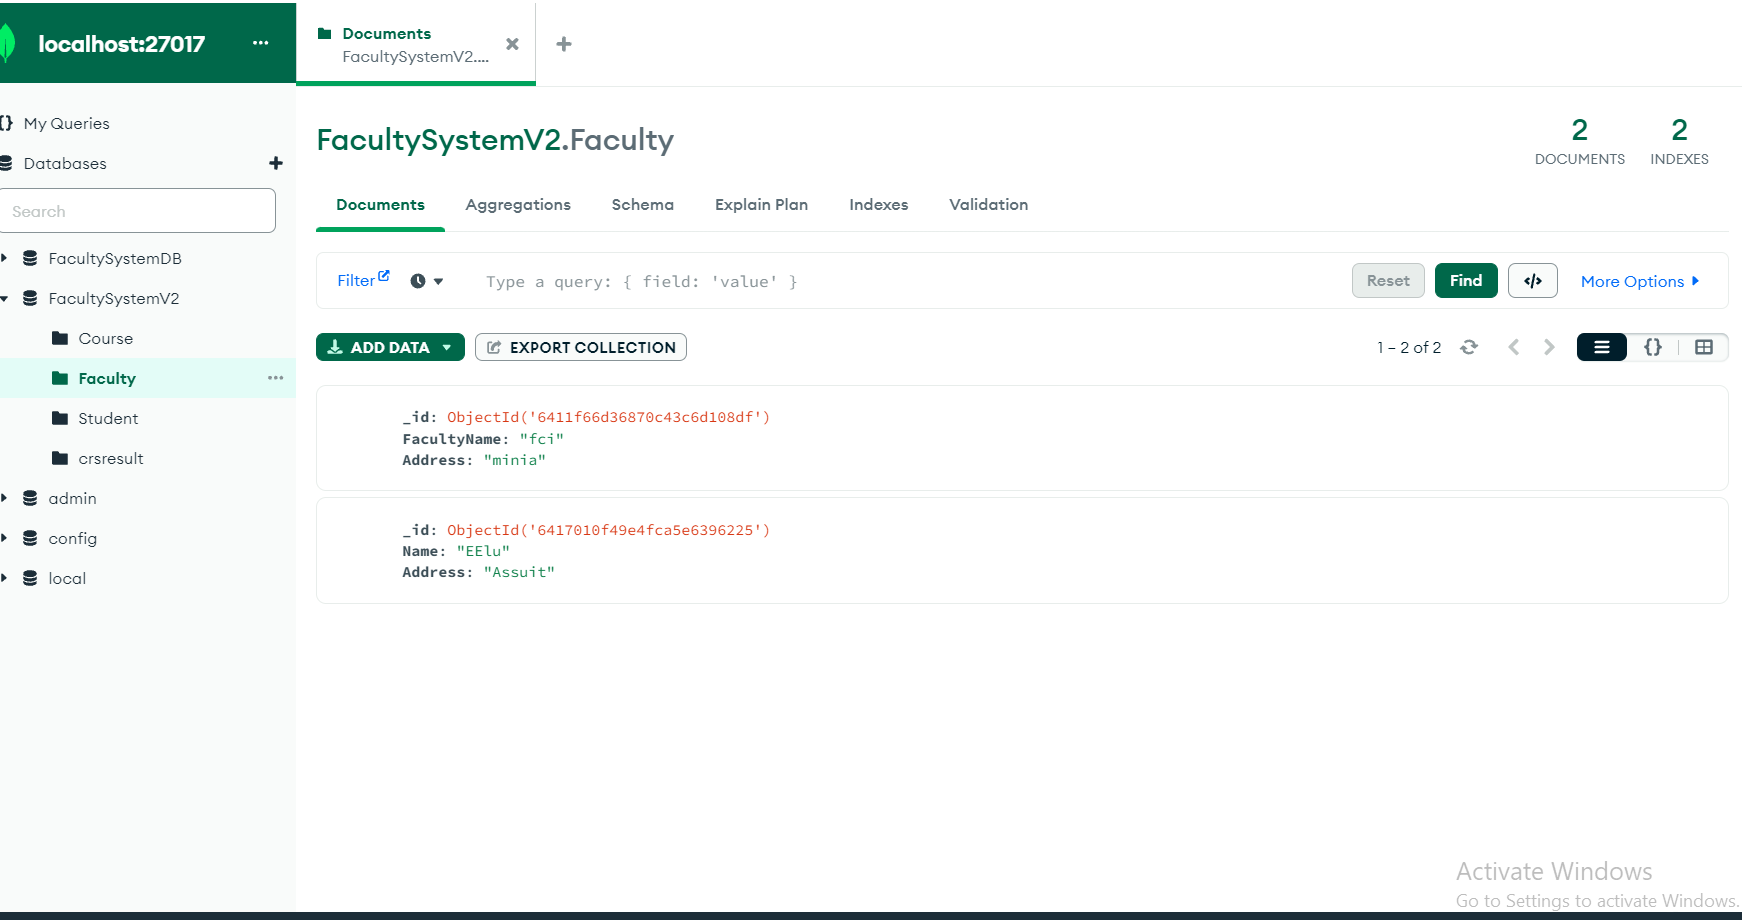 localhost:27017
...
Documents
FacultySystemV2....
My Queries
Databases
Search
FacultySystemDB
FacultySystemV2
Course
Faculty
...
Student
crsresult
admin
config
local
FacultySystemV2.Faculty
2
DOCUMENTS
2
INDEXES
Documents Aggregations Schema Explain Plan Indexes Validation
Filter
Type a query: { field: 'value' }
Reset Find </> More Options
ADD DATA EXPORT COLLECTION
1 – 2 of 2
{}
_id: ObjectId('6411f66d36870c43c6d108df')
FacultyName: "fci"
Address: "minia"
_id: ObjectId('6417010f49e4fca5e6396225')
Name: "EElu"
Address: "Assuit"
Activate Windows
Go to Settings to activate Windows.